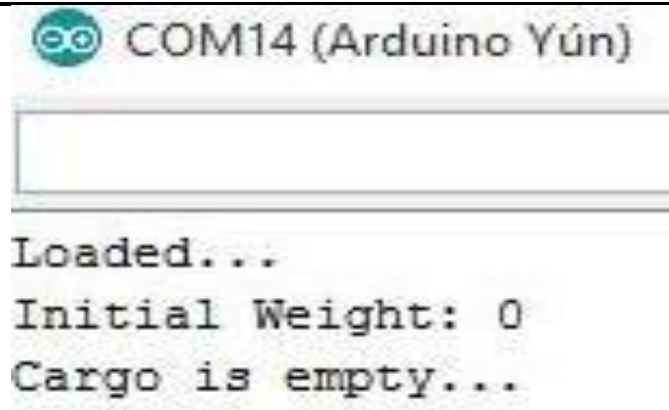 COM14 (Arduino Yún)
Loaded...
Initial Weight: 0
Cargo is empty...